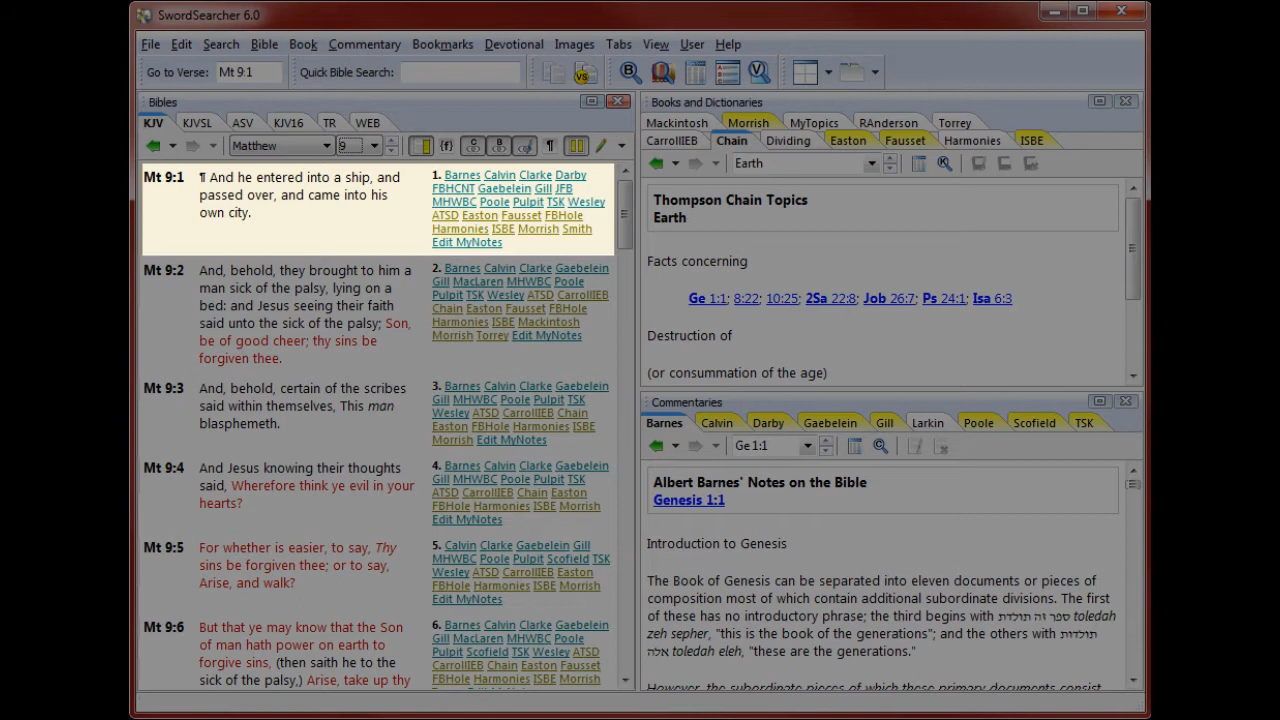 SwordSearcher 6.0
File Edit Search Bible Book Commentary Bookmarks Devotional Images Tabs View User Help
Go to Verse: Mt 9:1 Quick Bible Search:
Bibles
KJV KJVSL ASV KJV16 TR WEB
Matthew 9
Mt 9:1 ¶ And he entered into a ship, and
passed over, and came into his
own city.
1. Barnes Calvin Clarke Darby
FBHCNT Gaebelein Gill JFB
MHWBC Poole Pulpit TSK Wesley
ATSD Easton Fausset FBHole
Harmonies ISBE Morrish Smith
Edit MyNotes
Mt 9:2 And, behold, they brought to him a
man sick of the palsy, lying on a
bed: and Jesus seeing their faith
said unto the sick of the palsy; Son,
be of good cheer; thy sins be
forgiven thee.
2. Barnes Calvin Clarke Gaebelein
Gill MacLaren MHWBC Poole
Pulpit TSK Wesley ATSD CarrollIEB
Chain Easton Fausset FBHole
Harmonies ISBE Mackintosh
Morrish Torrey Edit MyNotes
Mt 9:3 And, behold, certain of the scribes
said within themselves, This man
blasphemeth.
3. Barnes Calvin Clarke Gaebelein
Gill MHWBC Poole Pulpit TSK
Wesley ATSD CarrollIEB Chain
Easton FBHole Harmonies ISBE
Morrish Edit MyNotes
Mt 9:4 And Jesus knowing their thoughts
said, Wherefore think ye evil in your
hearts?
4. Barnes Calvin Clarke Gaebelein
Gill MHWBC Poole Pulpit TSK
ATSD CarrollIEB Chain Easton
FBHole Harmonies ISBE Morrish
Edit MyNotes
Mt 9:5 For whether is easier, to say, Thy
sins be forgiven thee; or to say,
Arise, and walk?
5. Calvin Clarke Gaebelein Gill
MHWBC Poole Pulpit Scofield TSK
Wesley ATSD CarrollIEB Easton
FBHole Harmonies ISBE Morrish
Edit MyNotes
Mt 9:6 But that ye may know that the Son
of man hath power on earth to
forgive sins, (then saith he to the
sick of the palsy,) Arise, take up thy
6. Barnes Calvin Clarke Gaebelein
Gill MacLaren MHWBC Poole
Pulpit Scofield TSK Wesley ATSD
CarrollIEB Chain Easton Fausset
FBHole Harmonies ISBE Morrish
Books and Dictionaries
Mackintosh Morrish MyTopics RAnderson Torrey
CarrollIEB Chain Dividing Easton Fausset Harmonies ISBE
Earth
Thompson Chain Topics
Earth
Facts concerning
Ge 1:1; 8:22; 10:25; 2Sa 22:8; Job 26:7; Ps 24:1; Isa 6:3
Destruction of
(or consummation of the age)
Commentaries
Barnes Calvin Darby Gaebelein Gill Larkin Poole Scofield TSK
Ge 1:1
Albert Barnes' Notes on the Bible
Genesis 1:1
Introduction to Genesis
The Book of Genesis can be separated into eleven documents or pieces of
composition most of which contain additional subordinate divisions. The first
of these has no introductory phrase; the third begins with ספר זה תולדת toledah
zeh sepher, "this is the book of the generations"; and the others with תולדות
אלה toledah eleh, "these are the generations."
However, the subordinate pieces of which these primary documents consist